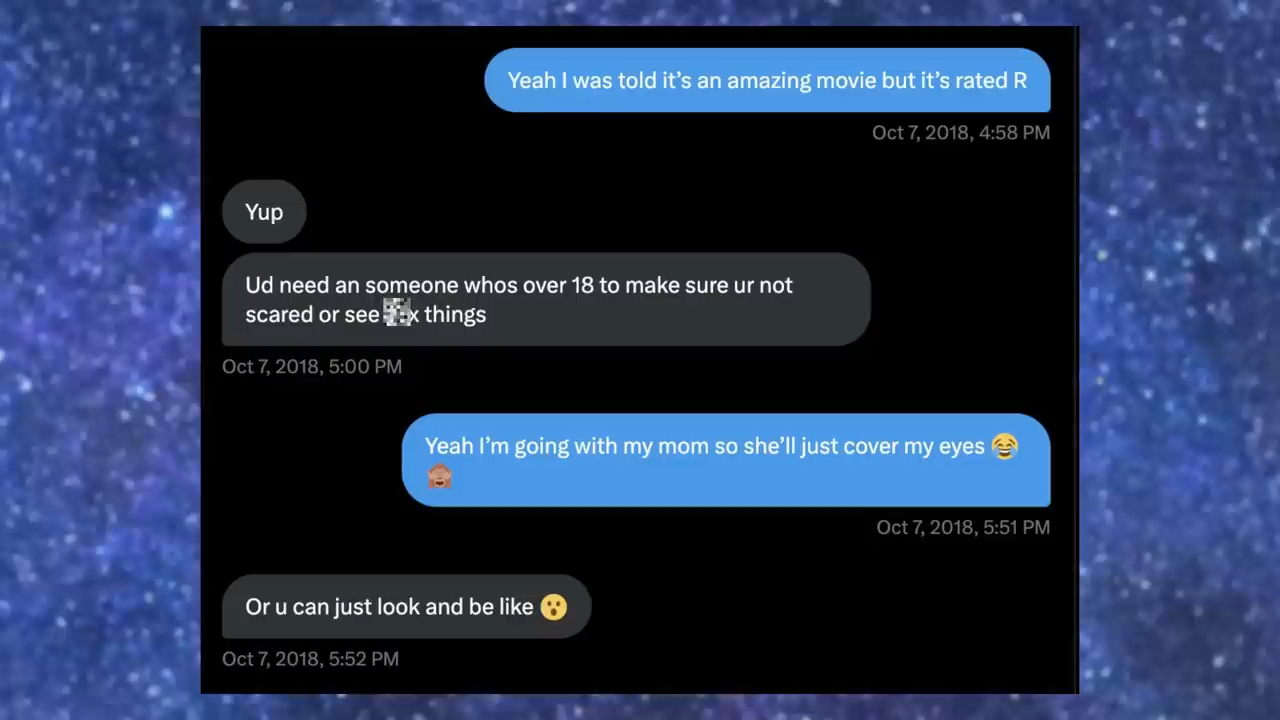 Yeah I was told it's an amazing movie but it's rated R
Oct 7, 2018, 4:58 PM
Yup
Ud need an someone whos over 18 to make sure ur not
scared or see x things
Oct 7, 2018, 5:00 PM
Yeah I'm going with my mom so she'll just cover my eyes 😂
🙈
Oct 7, 2018, 5:51 PM
Or u can just look and be like 😮
Oct 7, 2018, 5:52 PM